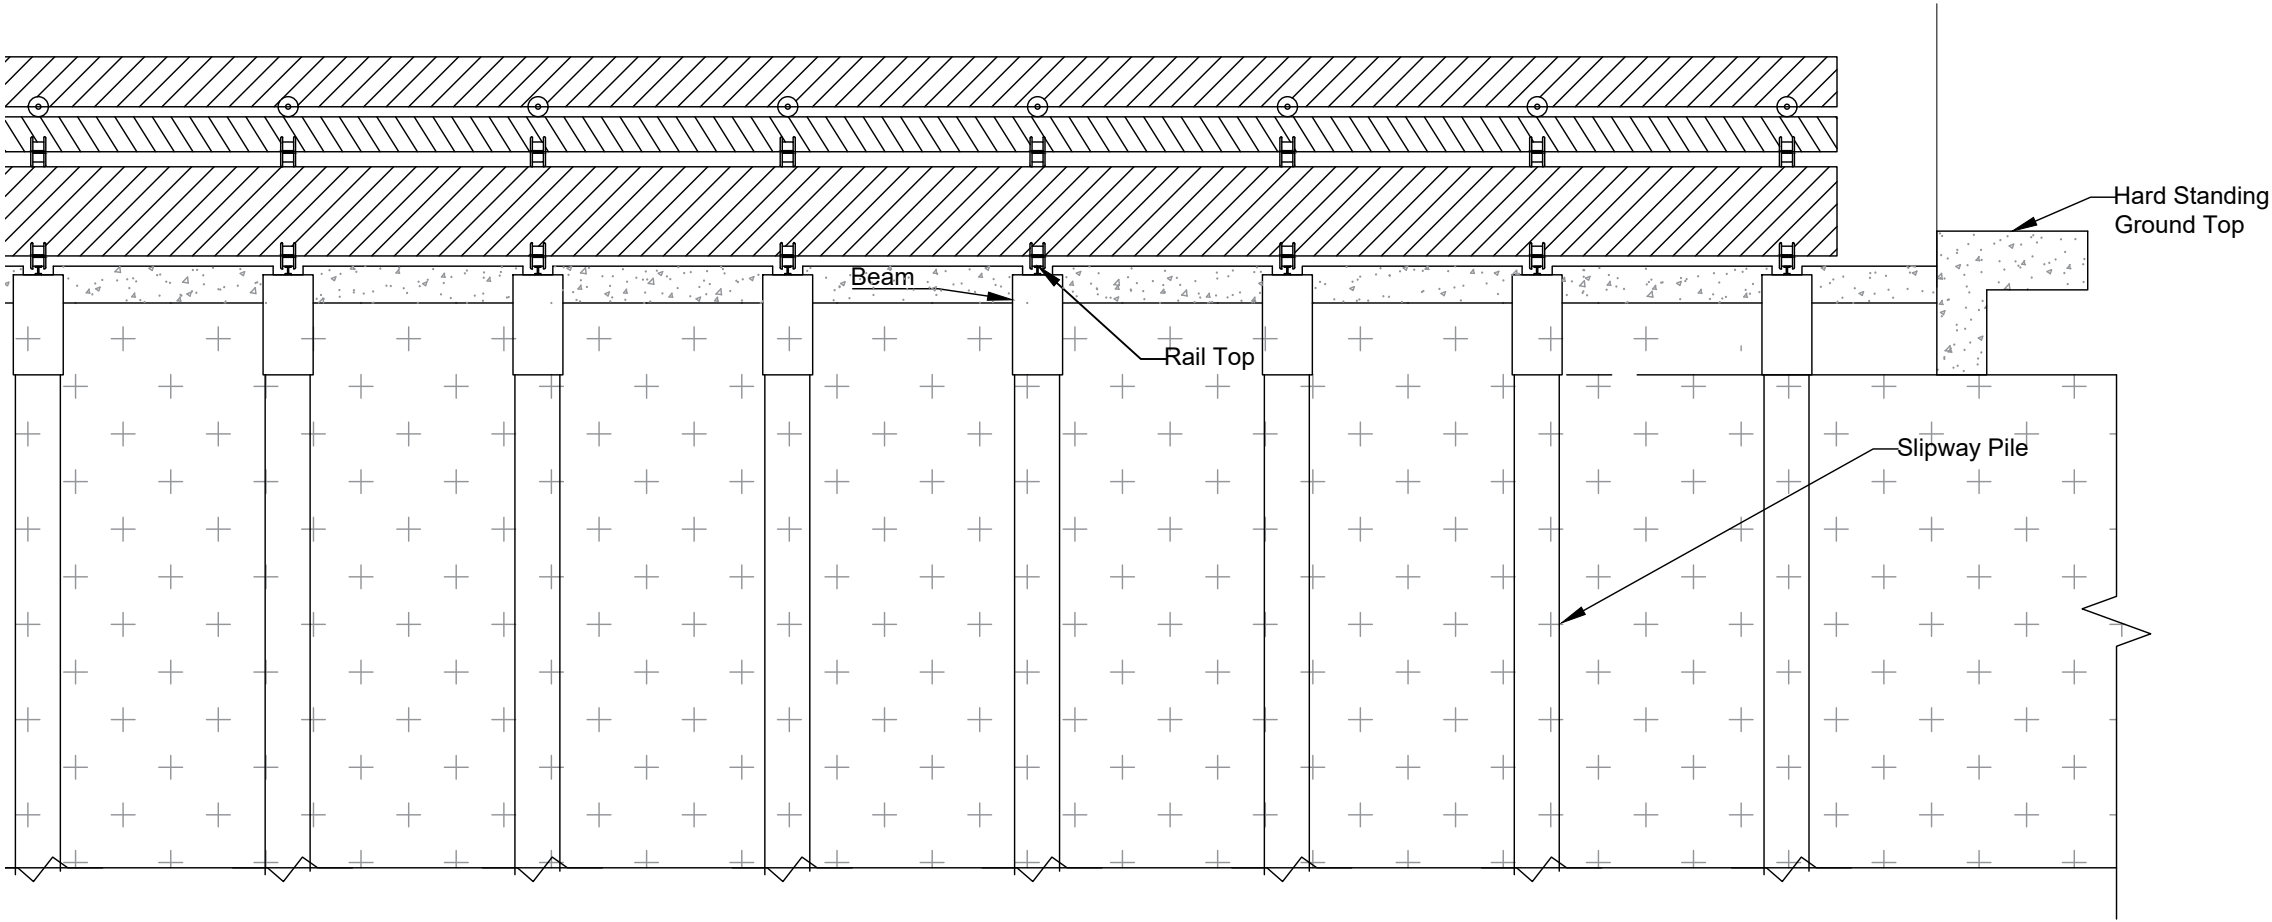 Hard Standing
Ground Top
Beam
Rail Top
Slipway Pile